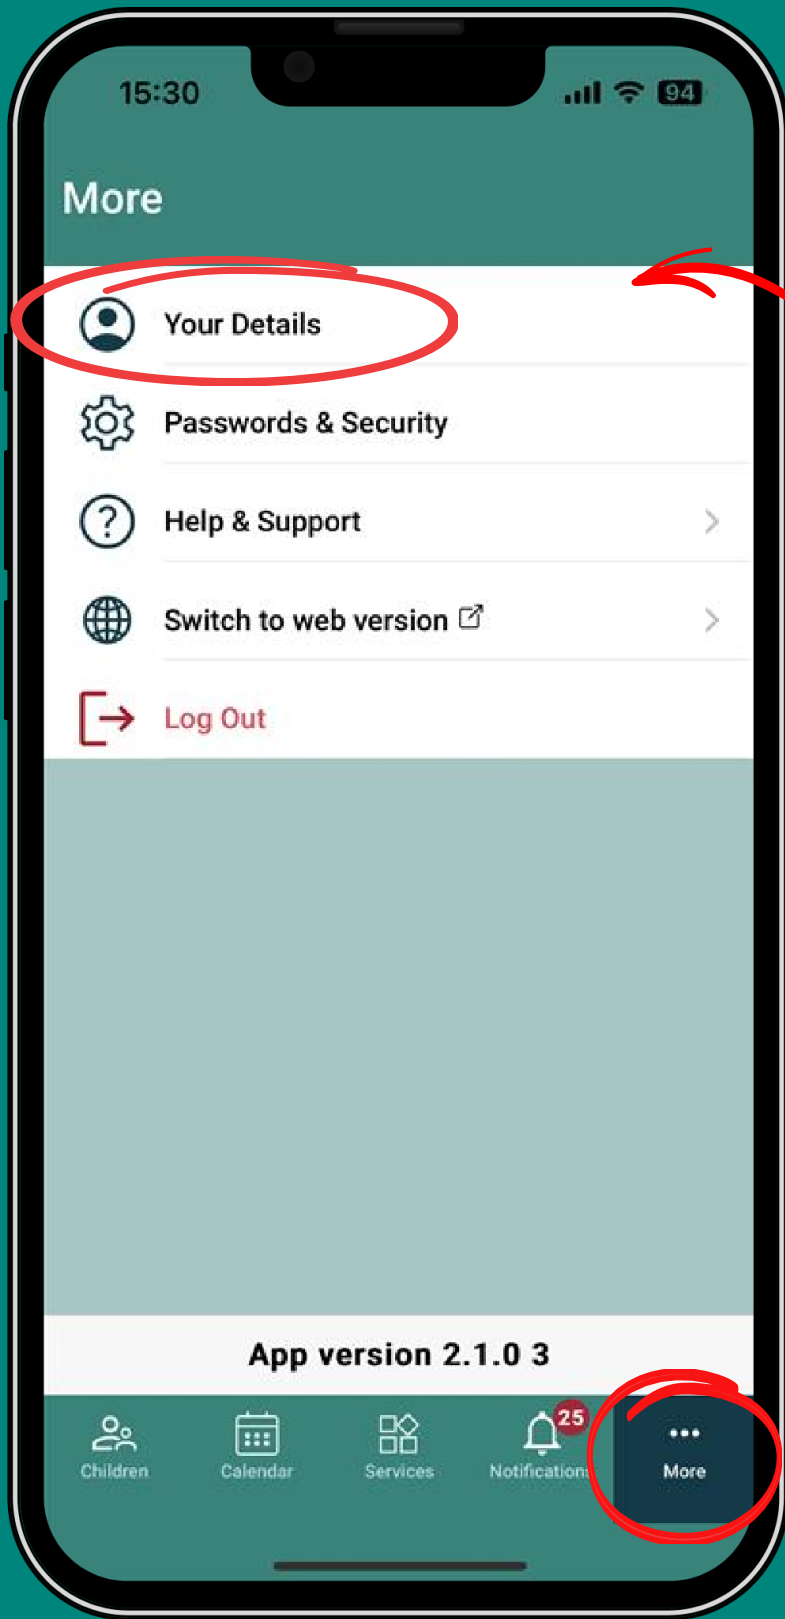 15:30
94
More
Your Details
Passwords & Security
Help & Support
Switch to web version
Log Out
App version 2.1.0 3
25
Children
Calendar
Services
Notifications
More